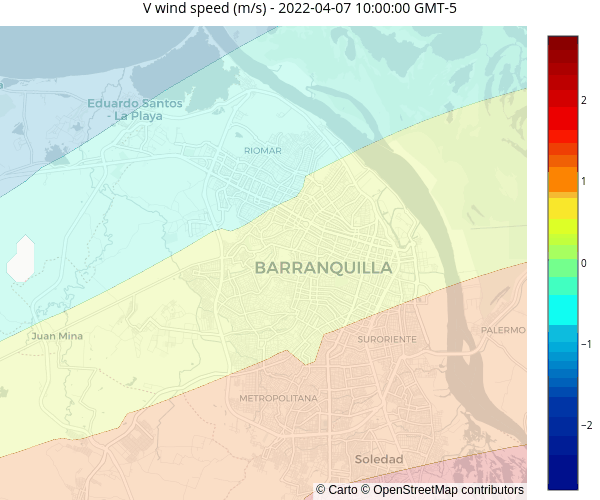 V wind speed (m/s) - 2022-04-07 10:00:00 GMT-5
Eduardo Santos
- La Playa
RIOMAR
BARRANQUILLA
Juan Mina
SURORIENTE
PALERMO
METROPOLITANA
Soledad
© Carto © OpenStreetMap contributors
2
1
0
−1
−2